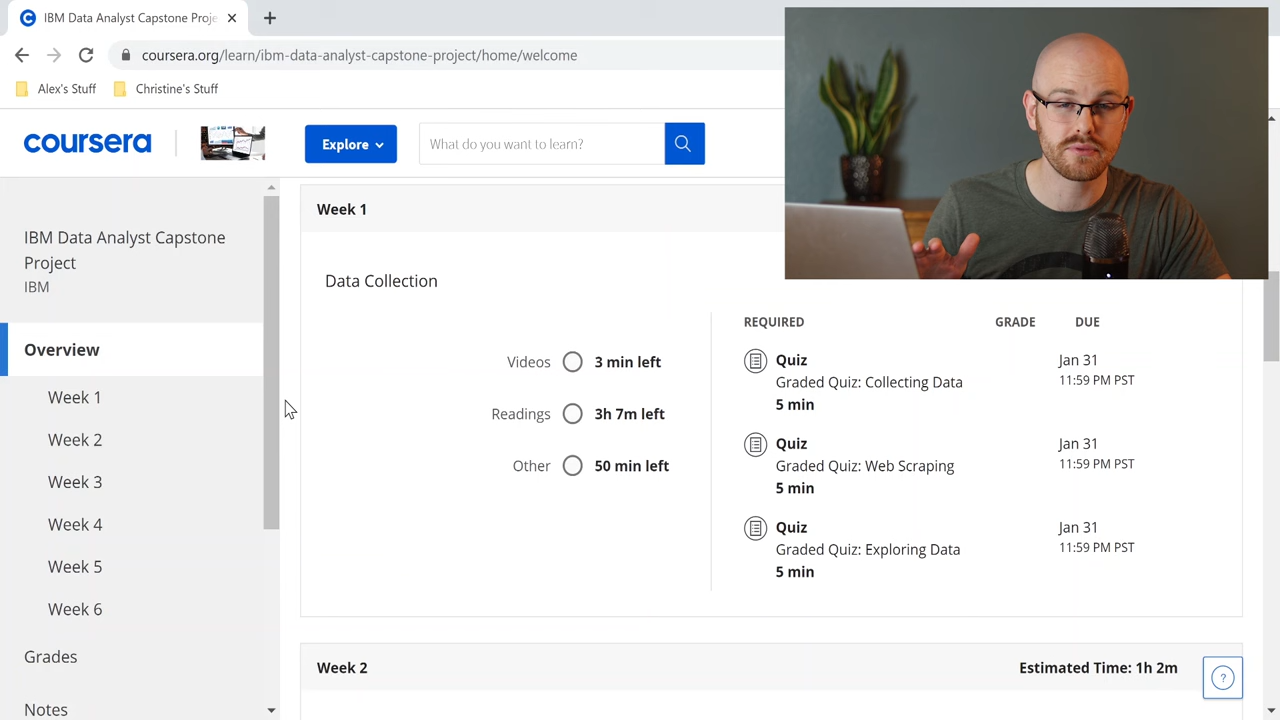 IBM Data Analyst Capstone Proje
coursera.org/learn/ibm-data-analyst-capstone-project/home/welcome
Alex's Stuff
Christine's Stuff
coursera
Explore
What do you want to learn?
IBM Data Analyst Capstone
Project
IBM
Overview
Week 1
Week 2
Week 3
Week 4
Week 5
Week 6
Grades
Notes
Week 1
Data Collection
Videos 3 min left
Readings 3h 7m left
Other 50 min left
REQUIRED GRADE DUE
Quiz Jan 31
Graded Quiz: Collecting Data 11:59 PM PST
5 min
Quiz Jan 31
Graded Quiz: Web Scraping 11:59 PM PST
5 min
Quiz Jan 31
Graded Quiz: Exploring Data 11:59 PM PST
5 min
Week 2 Estimated Time: 1h 2m
?